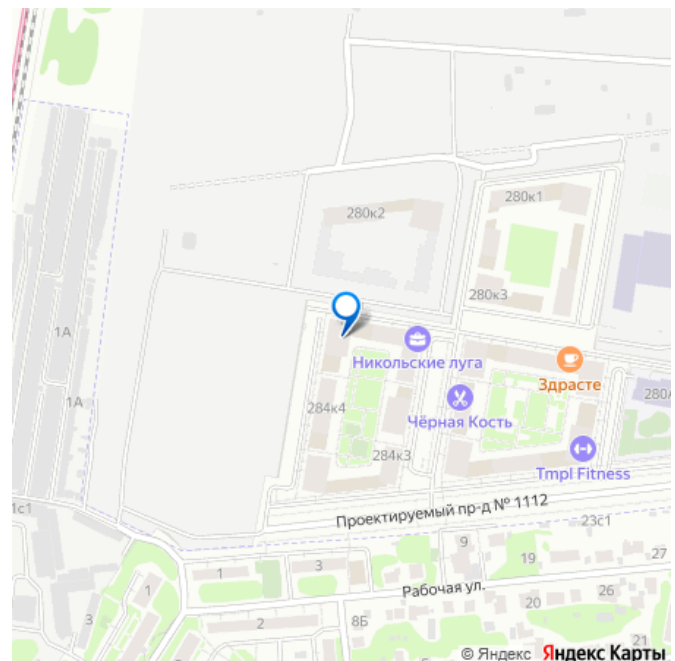 280к1
280к2
280к3
1А
Никольские луга
Здрасте
280А
1А
284к4
Чёрная Кость
284к3
Tmpl Fitness
1с1
Проектируемый пр-д № 1112
23с1
9
19
27
1
3
1
Рабочая ул.
26
20
3
2
8Б
© Яндекс Яндекс Карты